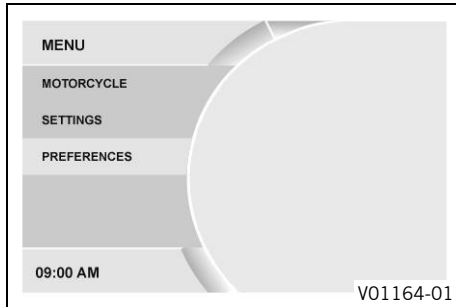 MENU
MOTORCYCLE
SETTINGS
PREFERENCES
09:00 AM
V01164-01